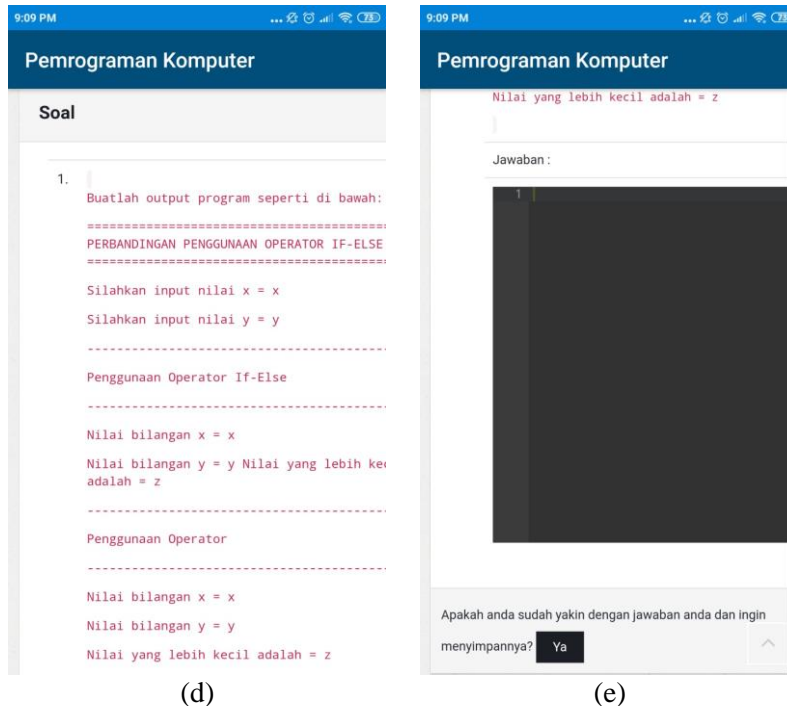 9:09 PM
... 73
Pemrograman Komputer
Soal
1.
Buatlah output program seperti di bawah:
=========================================
PERBANDINGAN PENGGUNAAN OPERATOR IF-ELSE
=========================================
Silahkan input nilai x = x
Silahkan input nilai y = y
-----------------------------------------
Penggunaan Operator If-Else
-----------------------------------------
Nilai bilangan x = x
Nilai bilangan y = y Nilai yang lebih kec
adalah = z
-----------------------------------------
Penggunaan Operator
-----------------------------------------
Nilai bilangan x = x
Nilai bilangan y = y
Nilai yang lebih kecil adalah = z
(d)
9:09 PM
... 73
Pemrograman Komputer
Nilai yang lebih kecil adalah = z
Jawaban :
1
Apakah anda sudah yakin dengan jawaban anda dan ingin
menyimpannya? Ya
(e)